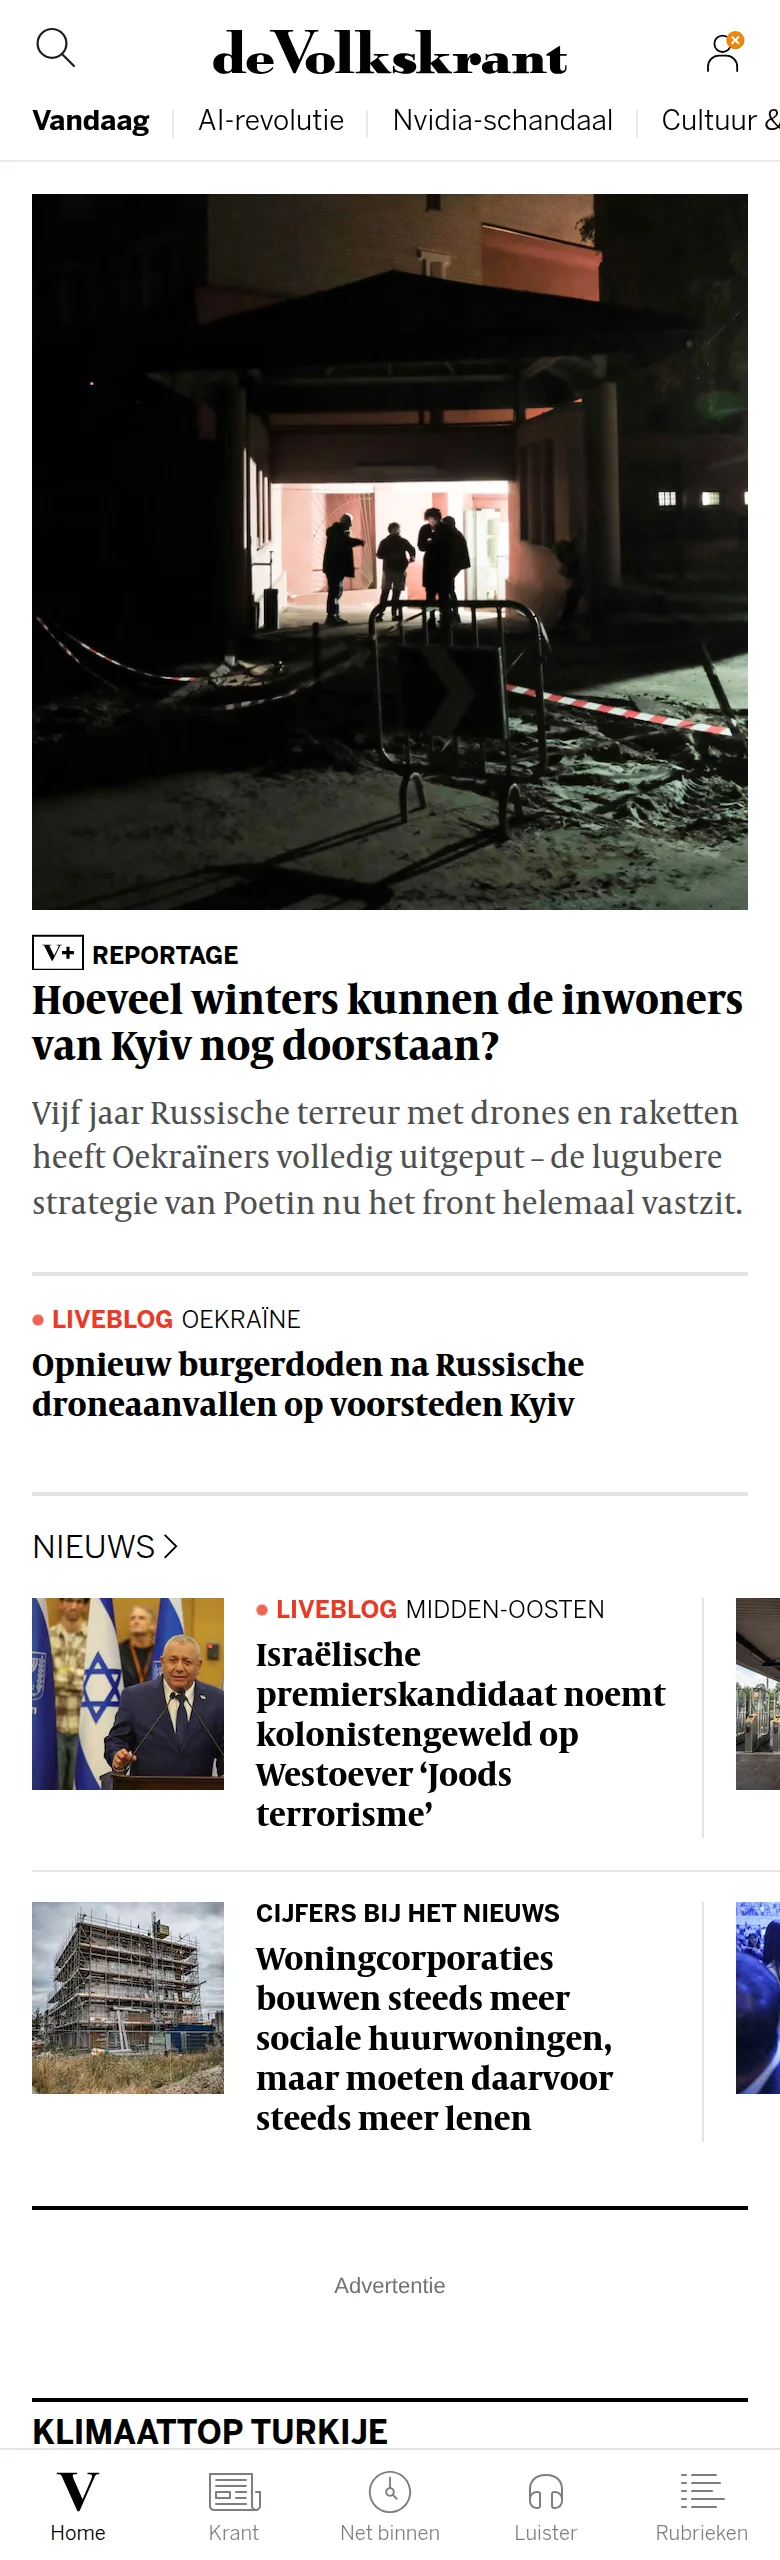 deVolkskrant
Vandaag AI-revolutie Nvidia-schandaal Cultuur &
V+ REPORTAGE
Hoeveel winters kunnen de inwoners
van Kyiv nog doorstaan?
Vijf jaar Russische terreur met drones en raketten
heeft Oekraïners volledig uitgeput – de lugubere
strategie van Poetin nu het front helemaal vastzit.
LIVEBLOG OEKRAÏNE
Opnieuw burgerdoden na Russische
droneaanvallen op voorsteden Kyiv
NIEUWS
LIVEBLOG MIDDEN-OOSTEN
Israëlische
premierskandidaat noemt
kolonistengeweld op
Westoever ‘Joods
terrorisme’
CIJFERS BIJ HET NIEUWS
Woningcorporaties
bouwen steeds meer
sociale huurwoningen,
maar moeten daarvoor
steeds meer lenen
Advertentie
KLIMAATTOP TURKIJE
V
Home Krant Net binnen Luister Rubrieken